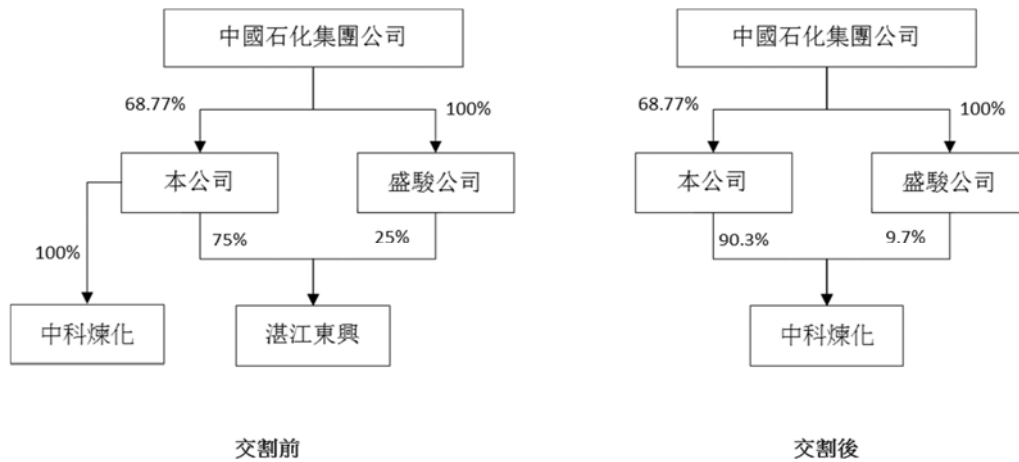 中國石化集團公司
68.77%
100%
本公司
盛駿公司
100%
75%
25%
中科煉化
湛江東興
交割前
中國石化集團公司
68.77%
100%
本公司
盛駿公司
90.3%
9.7%
中科煉化
交割後